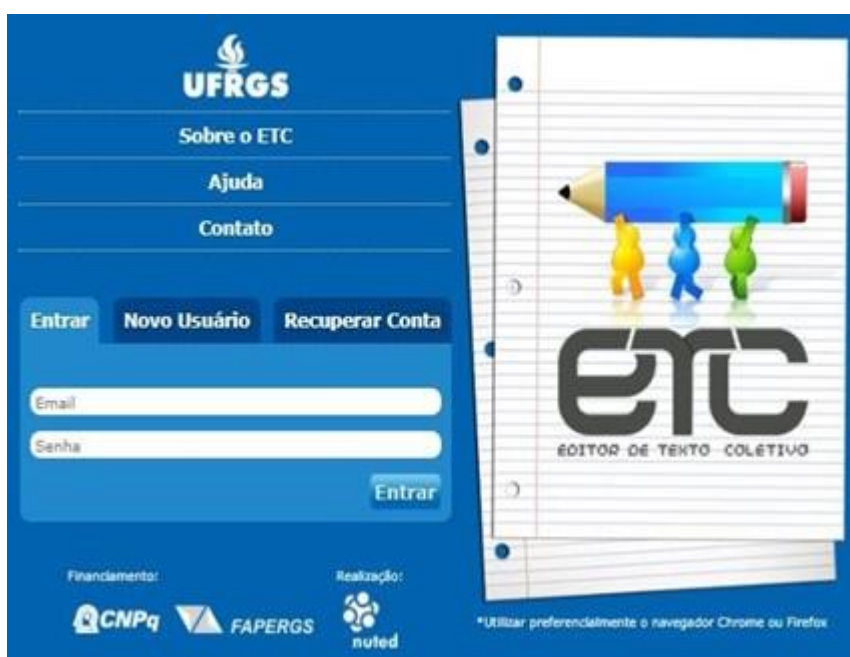 UFRGS
Sobre o ETC
Ajuda
Contato
Entrar Novo Usuário Recuperar Conta
Email
Senha
Entrar
Financiamento: Realização:
CNPq FAPERGS nuted
eTC
EDITOR DE TEXTO COLETIVO
*Utilizar preferencialmente o navegador Chrome ou Firefox